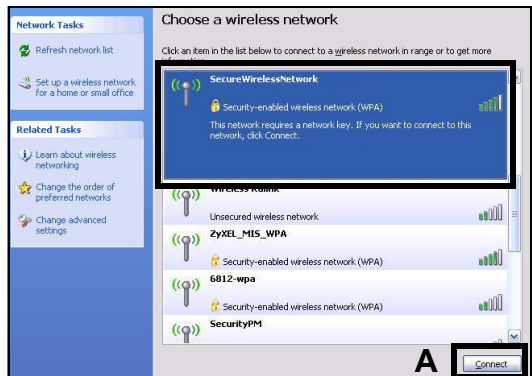 Network Tasks
Refresh network list
Set up a wireless network
for a home or small office
Related Tasks
Learn about wireless
networking
Change the order of
preferred networks
Change advanced
settings
Choose a wireless network
Click an item in the list below to connect to a wireless network in range or to get more
SecureWirelessNetwork
Security-enabled wireless network (WPA)
This network requires a network key. If you want to connect to this
network, click Connect.
Unsecured wireless network
ZyXEL_MIS_WPA
Security-enabled wireless network (WPA)
6812-wpa
Security-enabled wireless network (WPA)
SecurityPM
A
Connect